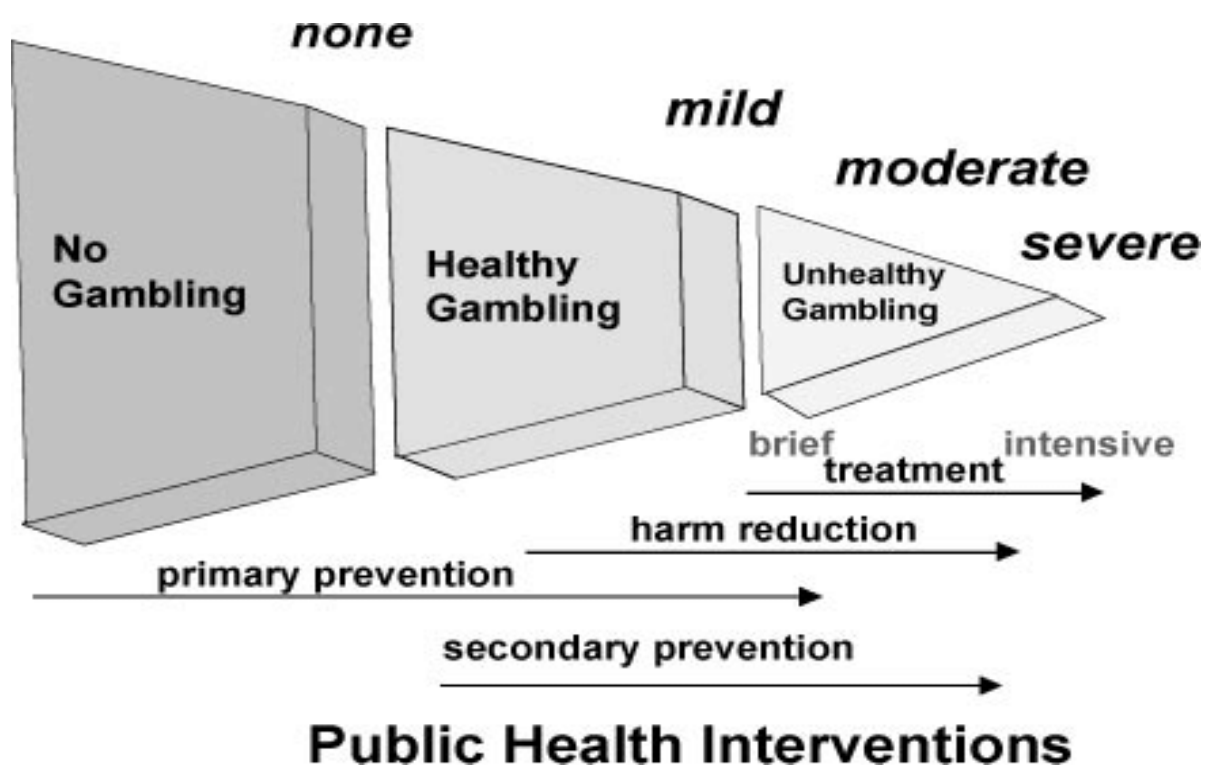 none
mild
moderate
severe
No
Gambling
Healthy
Gambling
Unhealthy
Gambling
brief
intensive
treatment
harm reduction
primary prevention
secondary prevention
Public Health Interventions